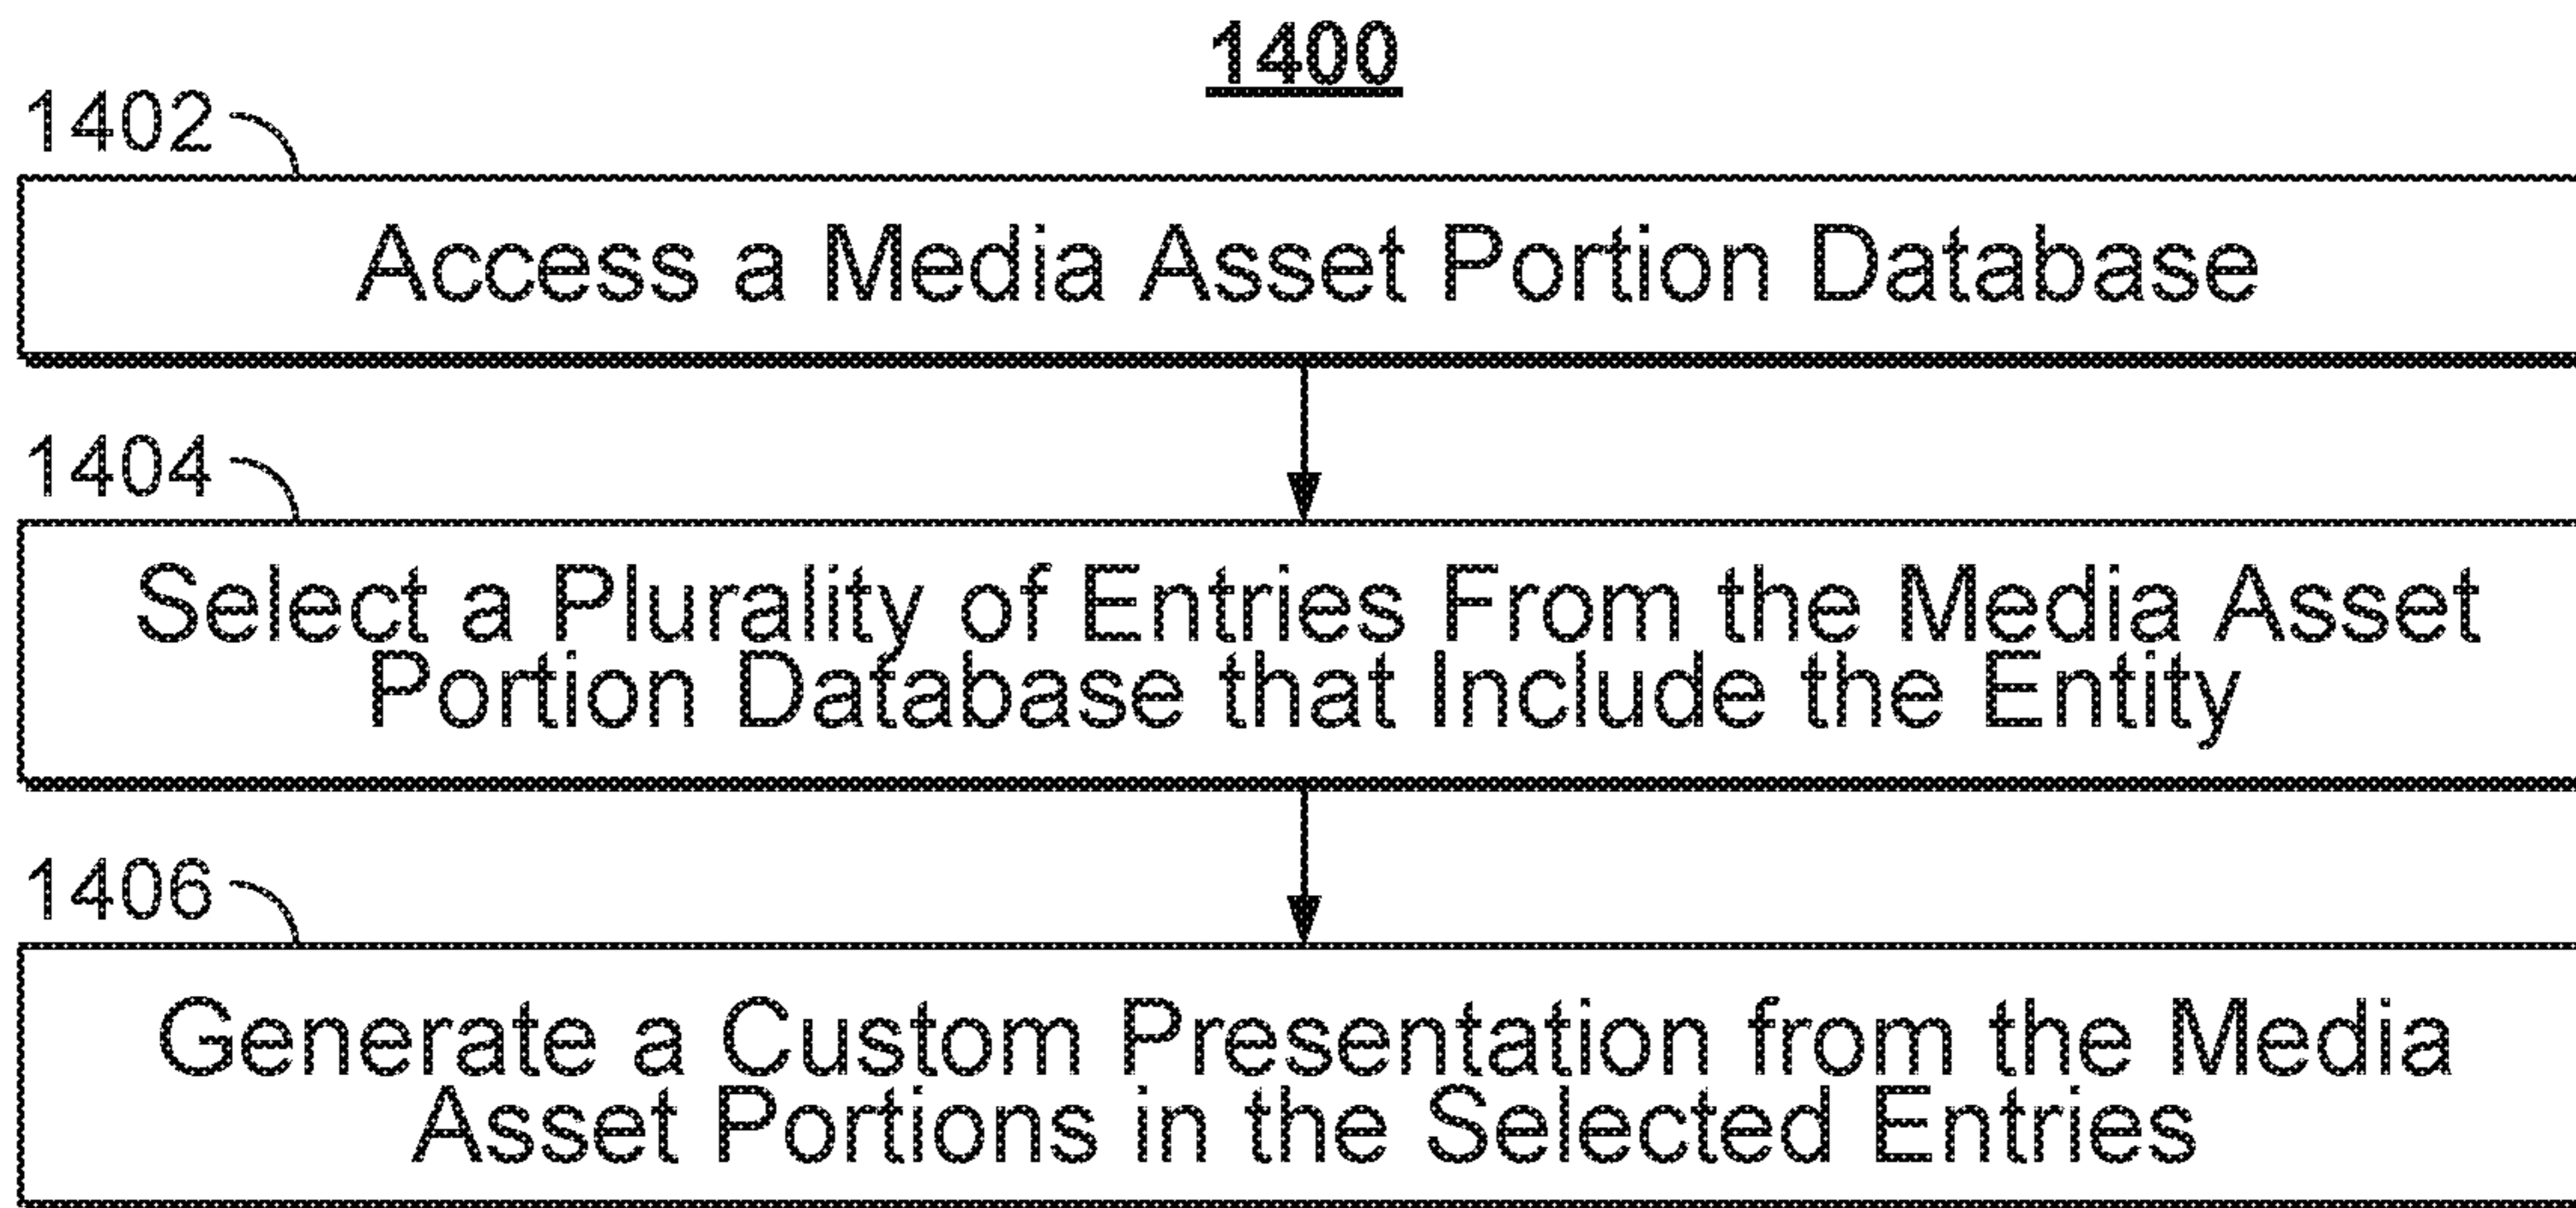 1400
1402
Access a Media Asset Portion Database
1404
Select a Plurality of Entries From the Media Asset
Portion Database that Include the Entity
1406
Generate a Custom Presentation from the Media
Asset Portions in the Selected Entries